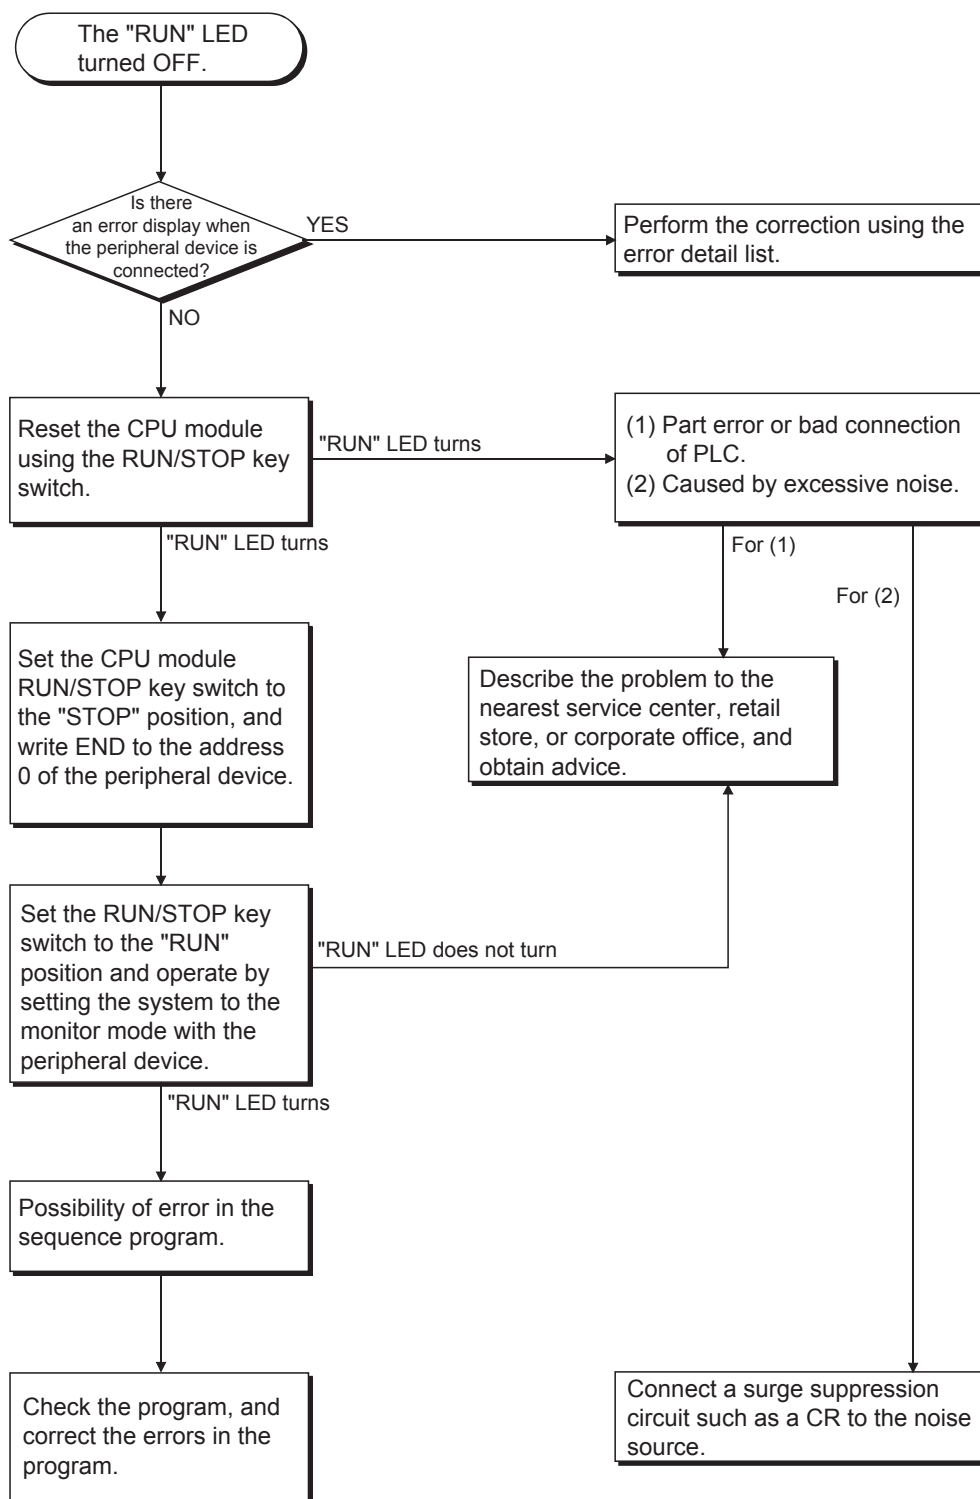 The "RUN" LED
turned OFF.
Is there
an error display when
the peripheral device is
connected?
YES
Perform the correction using the
error detail list.
NO
Reset the CPU module
using the RUN/STOP key
switch.
"RUN" LED turns
(1) Part error or bad connection
of PLC.
(2) Caused by excessive noise.
"RUN" LED turns
For (1)
For (2)
Set the CPU module
RUN/STOP key switch to
the "STOP" position, and
write END to the address
0 of the peripheral device.
Describe the problem to the
nearest service center, retail
store, or corporate office, and
obtain advice.
Set the RUN/STOP key
switch to the "RUN"
position and operate by
setting the system to the
monitor mode with the
peripheral device.
"RUN" LED does not turn
"RUN" LED turns
Possibility of error in the
sequence program.
Check the program, and
correct the errors in the
program.
Connect a surge suppression
circuit such as a CR to the noise
source.